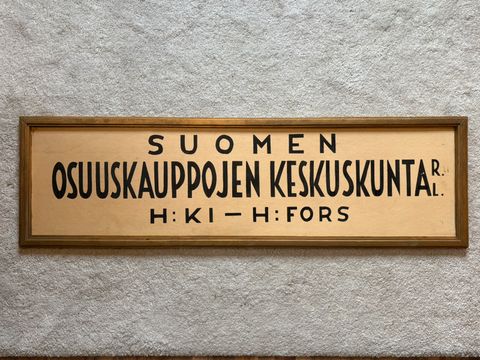 SUOMEN
OSUUSKAUPPOJEN KESKUSKUNTA R.L.
H:KI — H:FORS